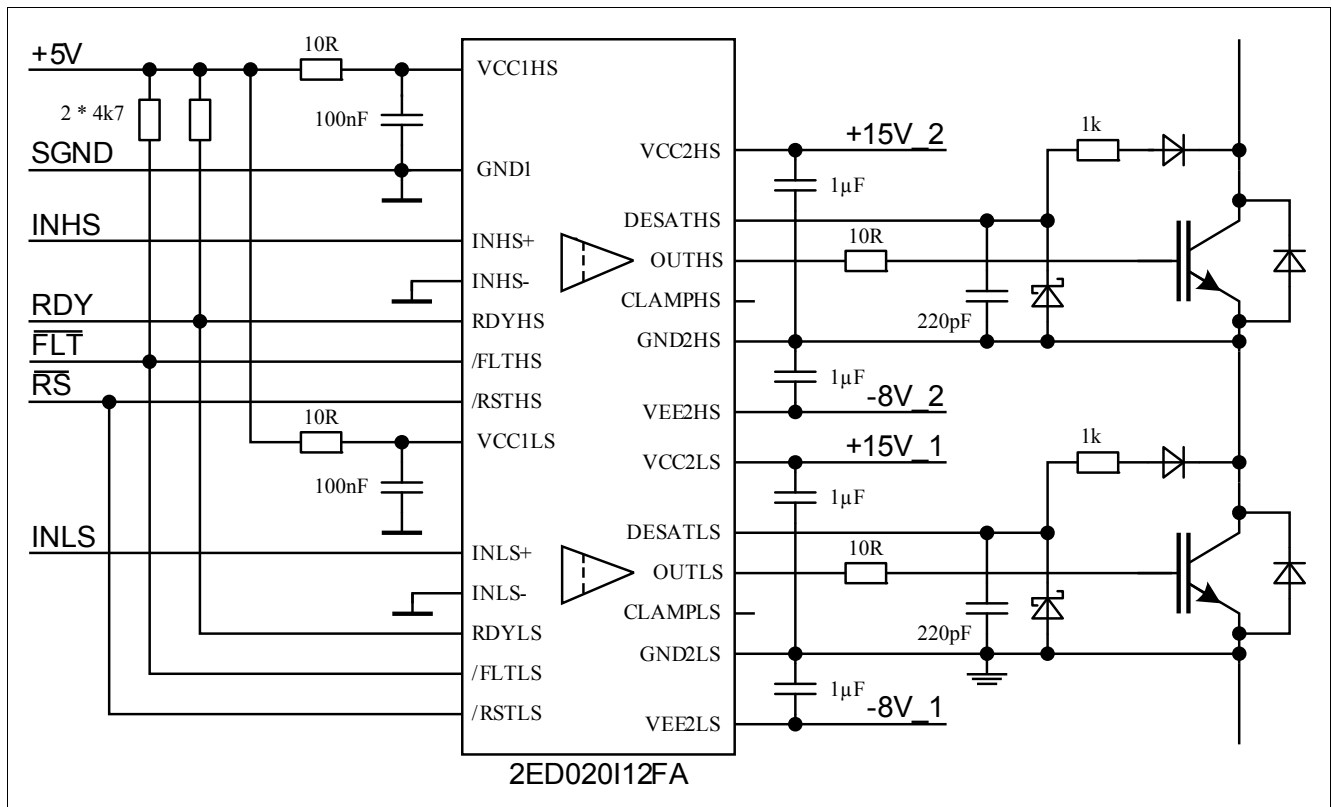 +5V
10R
VCC1HS
2 * 4k7
100nF
SGND
GND1
INHS
INHS+
INHS-
RDY
RDYHS
FLT
/FLTHS
RS
/RSTHS
10R
VCC1LS
100nF
INLS
INLS+
INLS-
RDYLS
/FLTLS
/RSTLS
VCC2HS
+15V_2
1k
1µF
DESATHS
10R
OUTHS
CLAMPHS
220pF
GND2HS
1µF
VEE2HS
-8V_2
+15V_1
1k
VCC2LS
1µF
DESATLS
10R
OUTLS
CLAMPLS
220pF
GND2LS
1µF
-8V_1
VEE2LS
2ED020I12FA